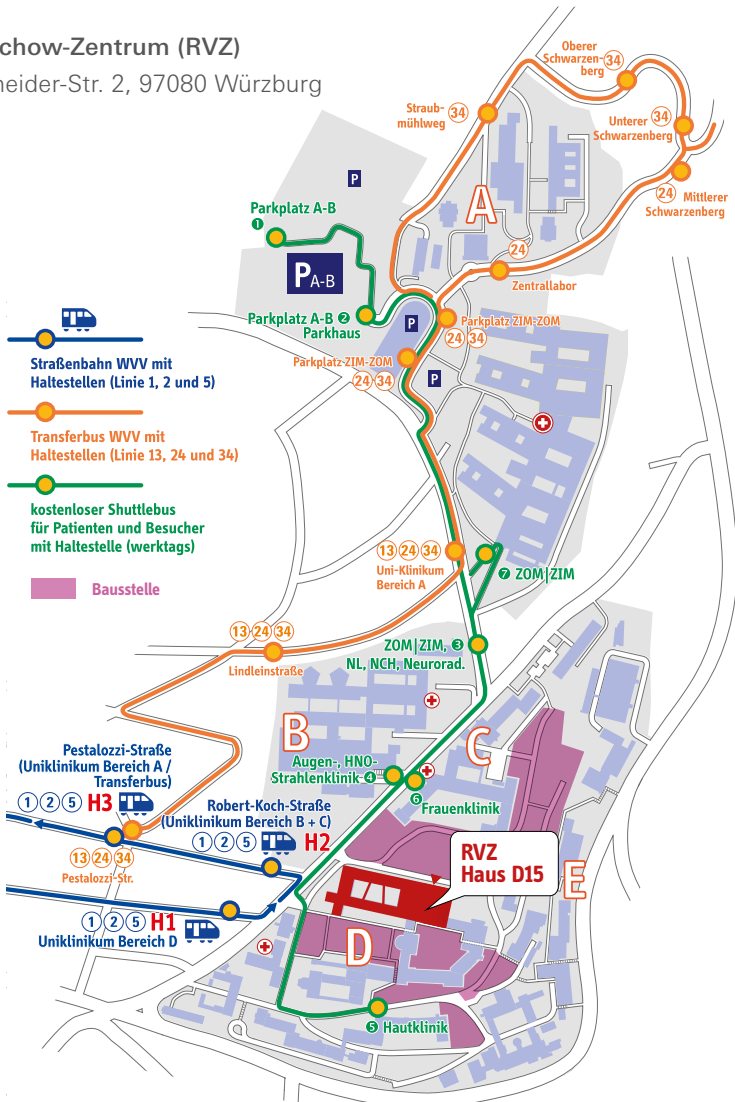 chow-Zentrum (RVZ)
neider-Str. 2, 97080 Würzburg
Oberer
Schwarzen-
berg
34
Straub-
mühlweg
34
Unterer
Schwarzenberg
34
24
Mittlerer
Schwarzenberg
P
A
Parkplatz A-B
1
24
Zentrallabor
P A-B
Parkplatz A-B 2
Parkhaus
P
Parkplatz ZIM-ZOM
24 34
Parkplatz ZIM-ZOM
24 34
P
Straßenbahn WVV mit
Haltestellen (Linie 1, 2 und 5)
Transferbus WVV mit
Haltestellen (Linie 13, 24 und 34)
kostenloser Shuttlebus
für Patienten und Besucher
mit Haltestelle (werktags)
Bausstelle
13 24 34
Uni-Klinikum
Bereich A
7 ZOM|ZIM
13 24 34
Lindleinstraße
ZOM|ZIM, 3
NL, NCH, Neurorad.
B
C
Augen-, HNO-
Strahlenklinik 4
6
Frauenklinik
Pestalozzi-Straße
(Uniklinikum Bereich A /
Transferbus)
1 2 5 H3
13 24 34
Pestalozzi-Str.
Robert-Koch-Straße
(Uniklinikum Bereich B + C)
1 2 5 H2
RVZ
Haus D15
E
1 2 5 H1
Uniklinikum Bereich D
D
5 Hautklinik